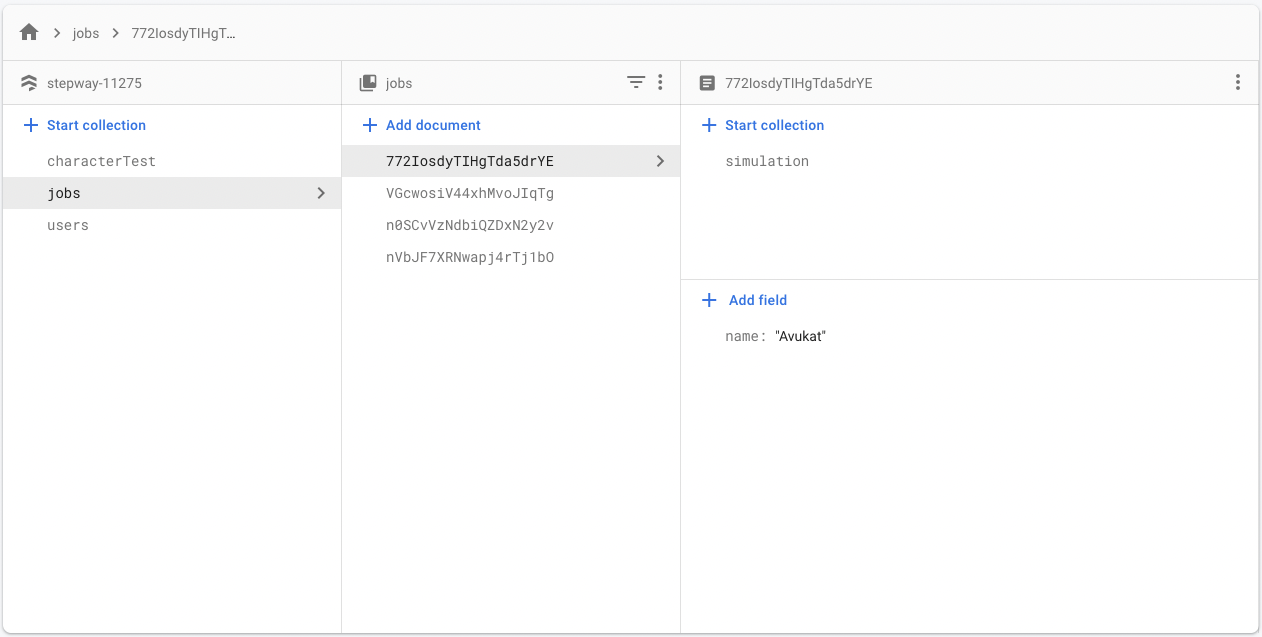 jobs
772IosdyTIHgT...
stepway-11275
Start collection
characterTest
jobs
users
jobs
Add document
772IosdyTIHgTda5drYE
VGcwosiV44xhMvoJIqTg
n0SCvVzNdbiQZDxN2y2v
nVbJF7XRNwapj4rTj1bO
772IosdyTIHgTda5drYE
Start collection
simulation
Add field
name: "Avukat"